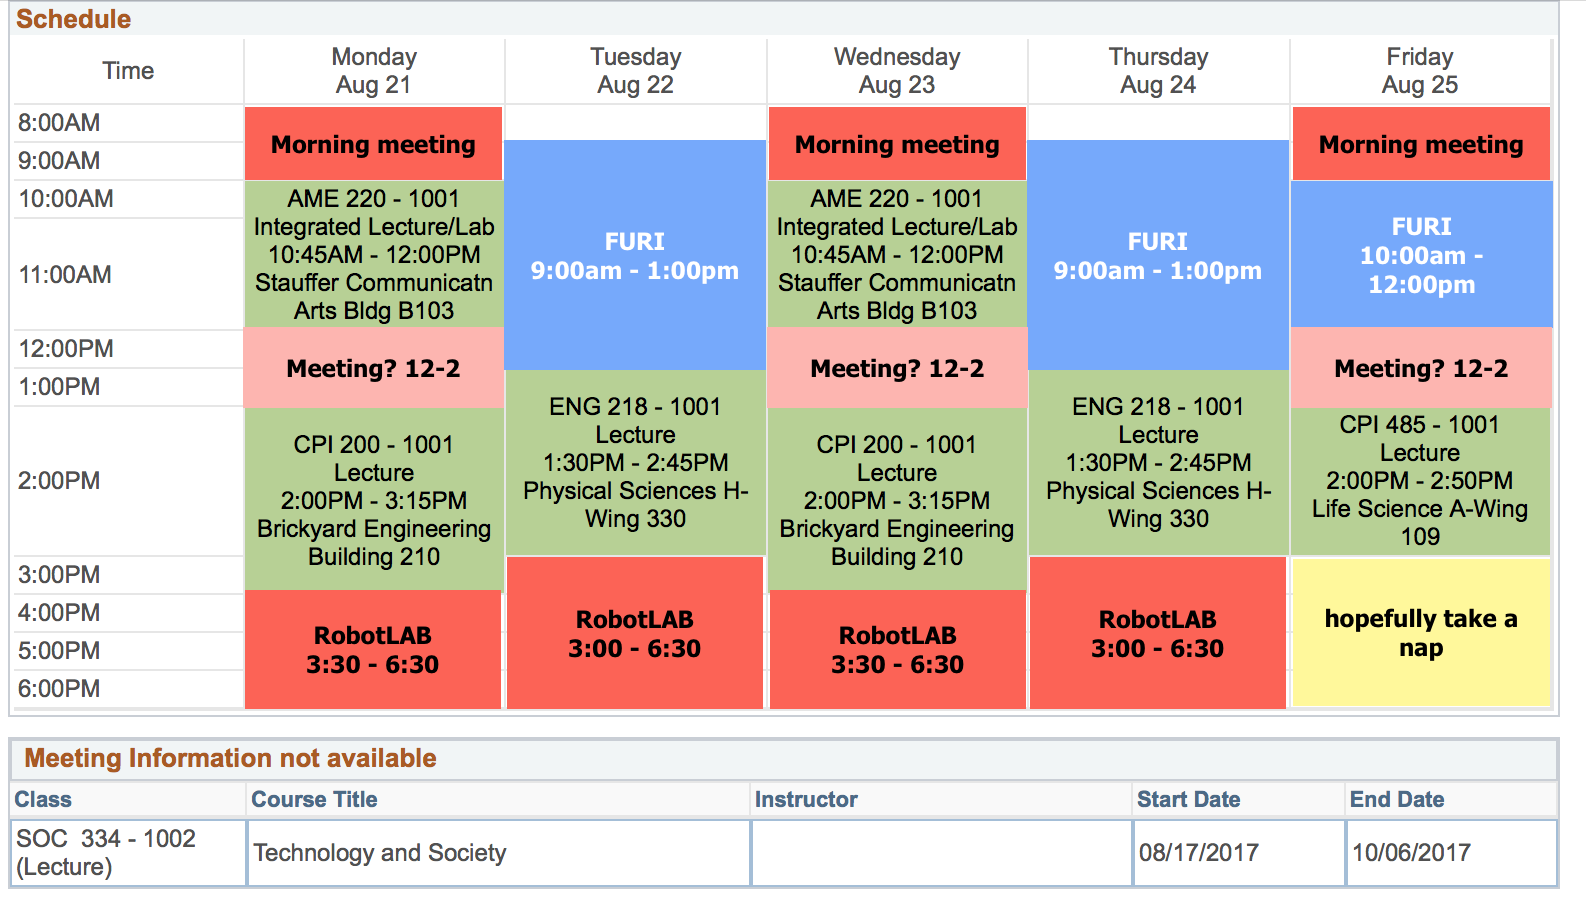 Schedule
Time
Monday
Aug 21
Tuesday
Aug 22
Wednesday
Aug 23
Thursday
Aug 24
Friday
Aug 25
8:00AM
9:00AM
10:00AM
11:00AM
12:00PM
1:00PM
2:00PM
3:00PM
4:00PM
5:00PM
6:00PM
Morning meeting
AME 220 - 1001
Integrated Lecture/Lab
10:45AM - 12:00PM
Stauffer Communicatn
Arts Bldg B103
Meeting? 12-2
CPI 200 - 1001
Lecture
2:00PM - 3:15PM
Brickyard Engineering
Building 210
RobotLAB
3:30 - 6:30
FURI
9:00am - 1:00pm
ENG 218 - 1001
Lecture
1:30PM - 2:45PM
Physical Sciences H-
Wing 330
RobotLAB
3:00 - 6:30
Morning meeting
AME 220 - 1001
Integrated Lecture/Lab
10:45AM - 12:00PM
Stauffer Communicatn
Arts Bldg B103
Meeting? 12-2
CPI 200 - 1001
Lecture
2:00PM - 3:15PM
Brickyard Engineering
Building 210
RobotLAB
3:30 - 6:30
FURI
9:00am - 1:00pm
ENG 218 - 1001
Lecture
1:30PM - 2:45PM
Physical Sciences H-
Wing 330
RobotLAB
3:00 - 6:30
Morning meeting
FURI
10:00am -
12:00pm
Meeting? 12-2
CPI 485 - 1001
Lecture
2:00PM - 2:50PM
Life Science A-Wing
109
hopefully take a
nap
Meeting Information not available
Class
Course Title
Instructor
Start Date
End Date
SOC  334 - 1002
(Lecture)
Technology and Society
08/17/2017
10/06/2017